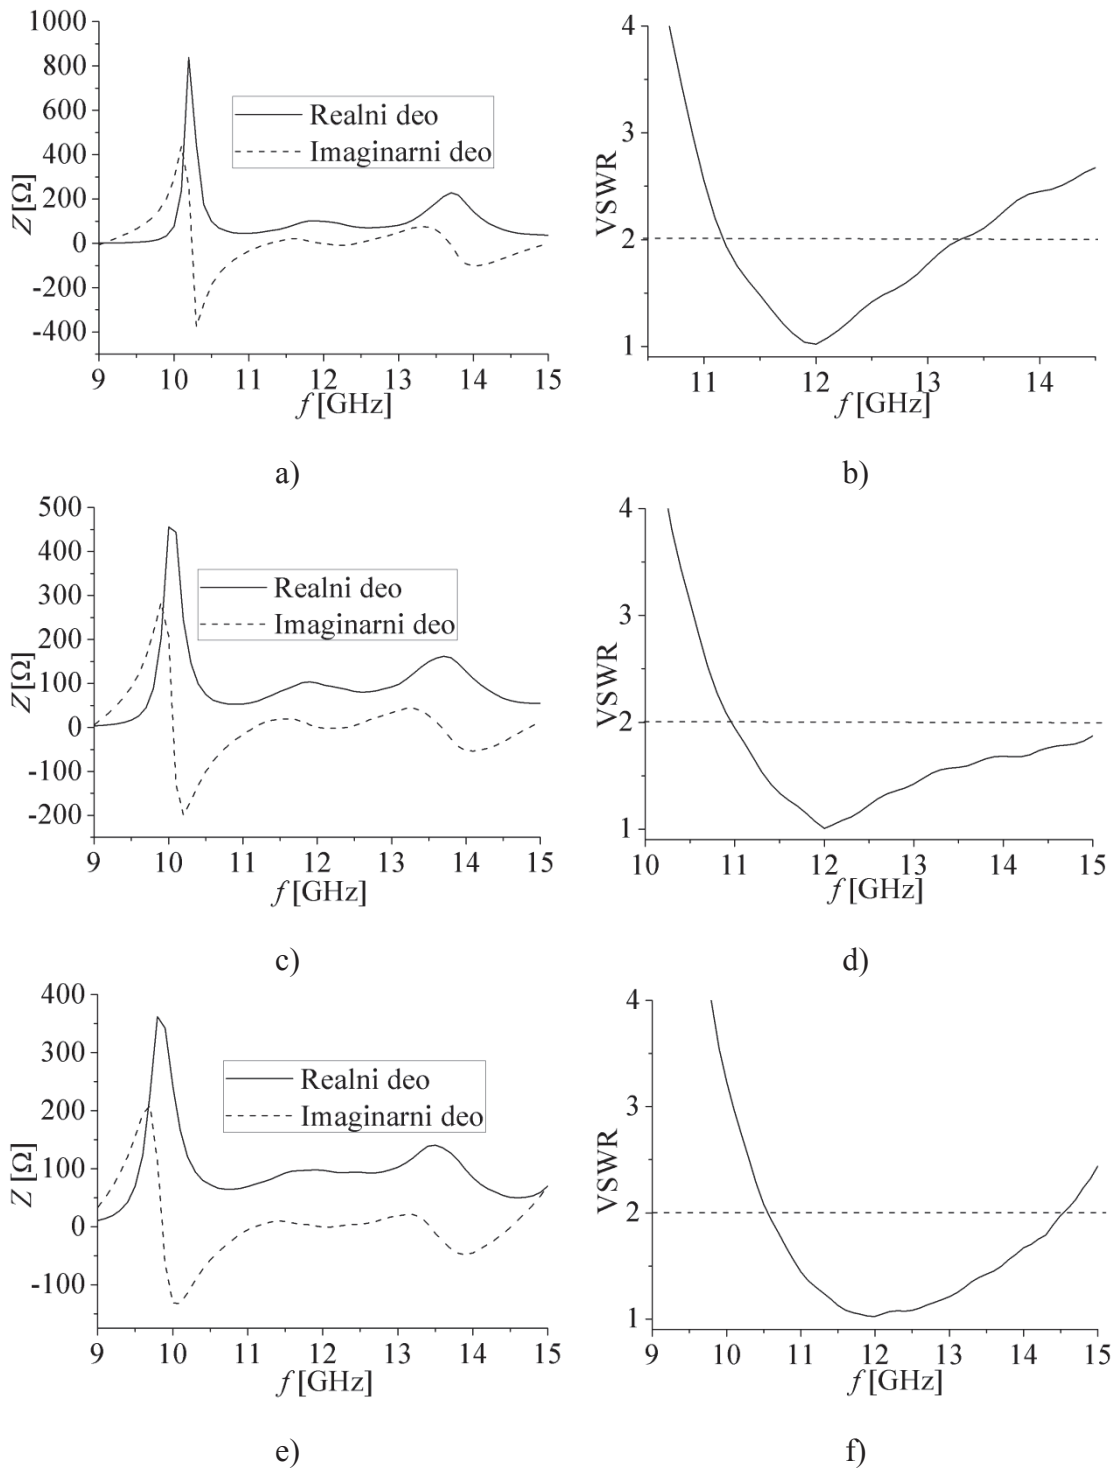 1000
800
600
400
200
0
-200
-400
Z[Ω]
Realni deo
Imaginarni deo
9 10 11 12 13 14 15
f [GHz]
a)
4
3
2
1
VSWR
11 12 13 14
f [GHz]
b)
500
400
300
200
100
0
-100
-200
Z[Ω]
Realni deo
Imaginarni deo
9 10 11 12 13 14 15
f [GHz]
c)
4
3
2
1
VSWR
10 11 12 13 14 15
f [GHz]
d)
400
300
200
100
0
-100
Z[Ω]
Realni deo
Imaginarni deo
9 10 11 12 13 14 15
f [GHz]
e)
4
3
2
1
VSWR
9 10 11 12 13 14 15
f [GHz]
f)